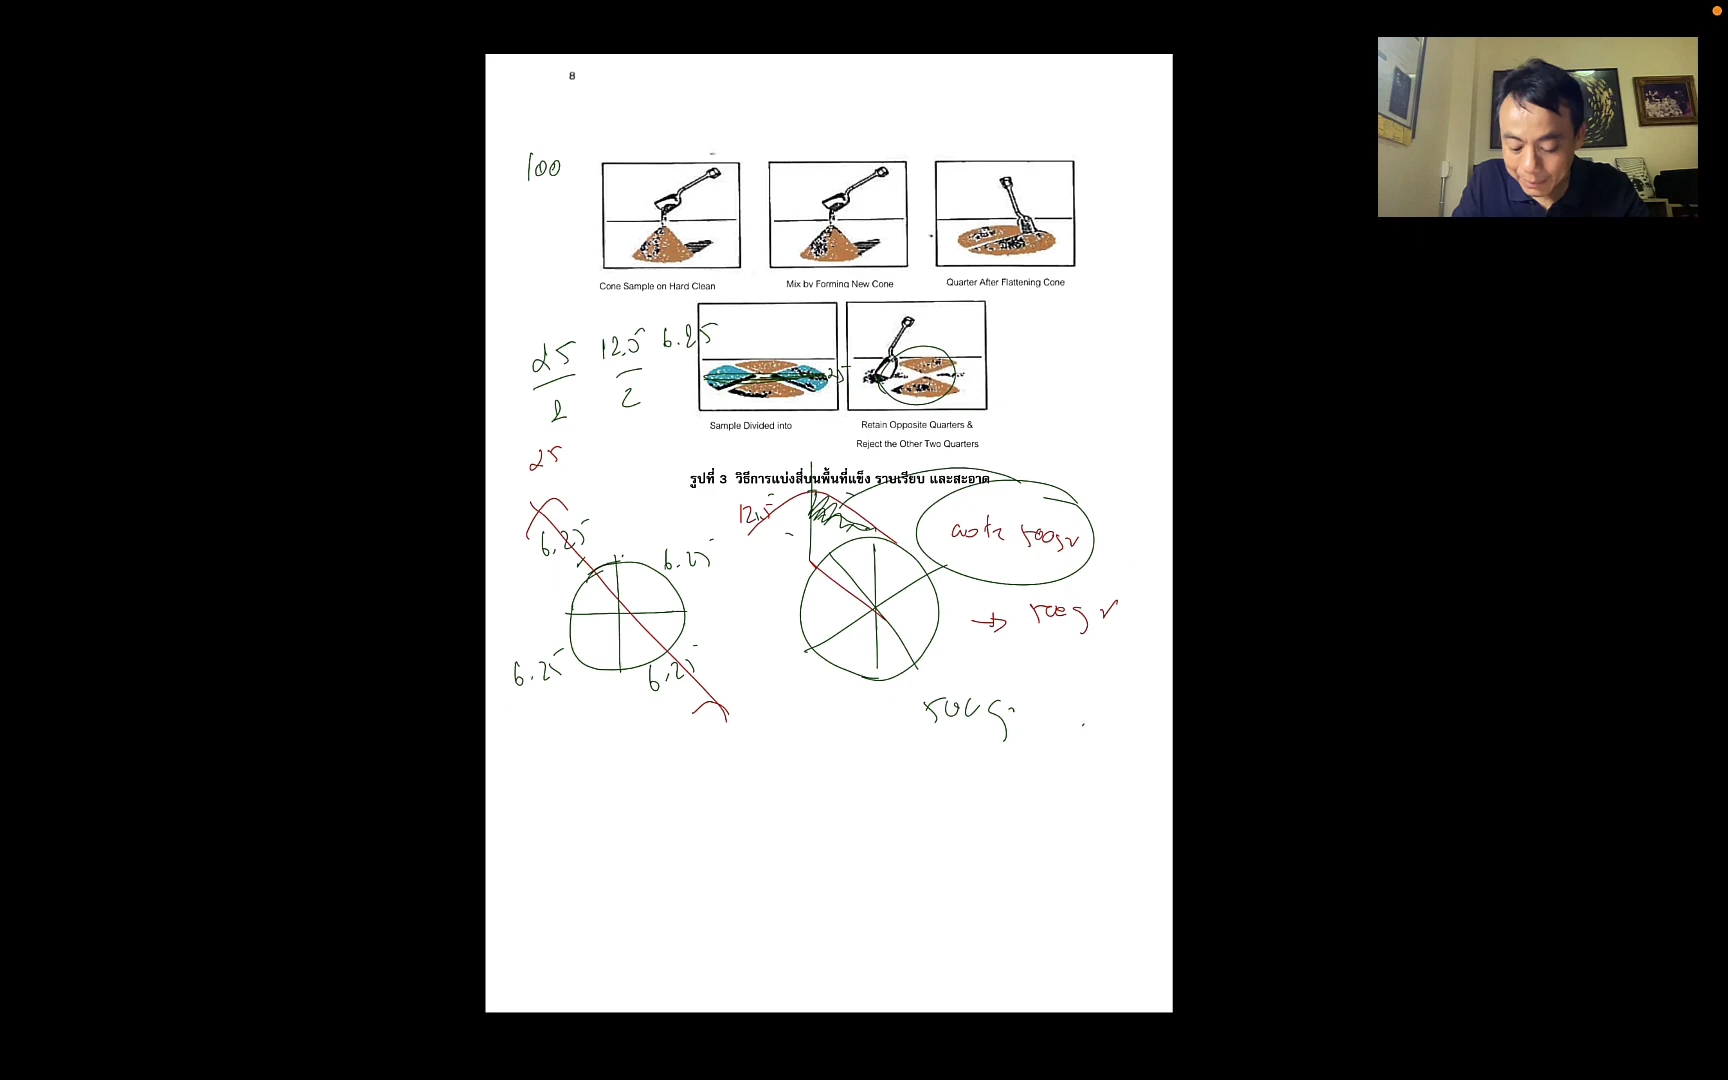 8
100
Cone Sample on Hard Clean
Mix by Forming New Cone
Quarter After Flattening Cone
25 12.5 6.25
2 2
25
Sample Divided into
Retain Opposite Quarters &
Reject the Other Two Quarters
25
รูปที่ 3 วิธีการแบ่งสี่บนพื้นที่แข็ง ราบเรียบ และสะอาด
12.5
6.25
6.25
500gr
6.25
6.25
500g